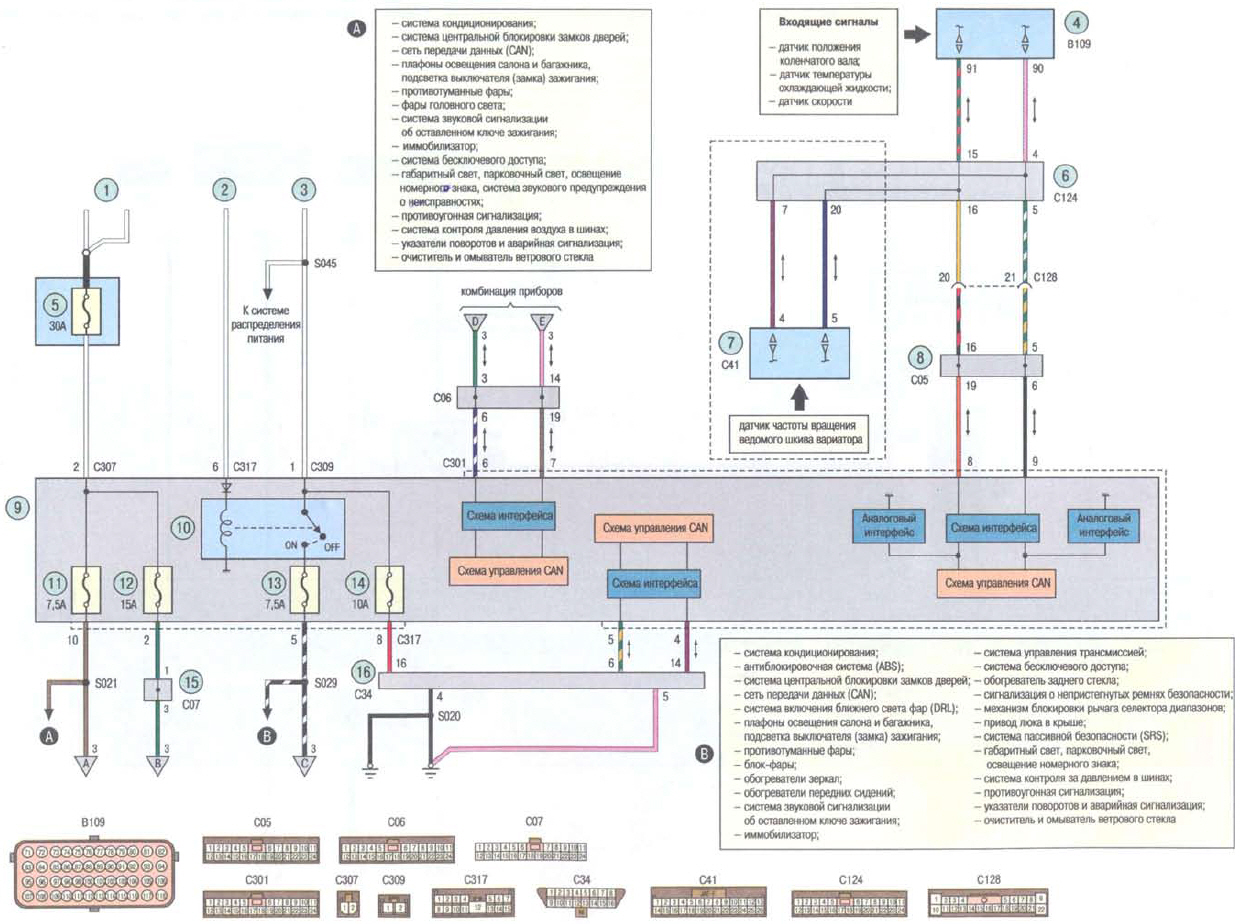 A
– система кондиционирования;
– система центральной блокировки замков дверей;
– сеть передачи данных (CAN);
– плафоны освещения салона и багажника,
подсветка выключателя (замка) зажигания;
– противотуманные фары;
– фары головного света;
– система звуковой сигнализации
об оставленном ключе зажигания;
– иммобилизатор;
– система бесключевого доступа;
– габаритный свет, парковочный свет, освещение
номерного знака, система звукового предупреждения
о неисправностях;
– противоугонная сигнализация;
– система контроля давления воздуха в шинах;
– указатели поворотов и аварийная сигнализация;
– очиститель и омыватель ветрового стекла
Входящие сигналы
– датчик положения
коленчатого вала;
– датчик температуры
охлаждающей жидкости;
– датчик скорости
4
B109
91 90
15 4
6
C124
7 20 16 5
20 21 C128
4 5
7
C41
16 5
8
C05
19 6
датчик частоты вращения
ведомого шкива вариатора
8 9
1 2 3
S045
К системе
распределения
питания
5
30A
комбинация приборов
D E
3 3
3 14
C06
6 19
C301 6 7
2 C307 6 C317 1 C309
9
10
ON OFF
Схема интерфейса
Схема управления CAN
Схема управления CAN
Схема интерфейса
Аналоговый
интерфейс
Схема интерфейса
Аналоговый
интерфейс
Схема управления CAN
11
7,5A
12
15A
13
7,5A
14
10A
10 2 5 8 C317 5 4
16 6 14
16
C34
4 5
S021
1
15
C07
3
S029
S020
A B
3 3 3
A B C
B
– система кондиционирования;
– антиблокировочная система (ABS);
– система центральной блокировки замков дверей;
– сеть передачи данных (CAN);
– система включения ближнего света фар (DRL);
– плафоны освещения салона и багажника,
подсветка выключателя (замка) зажигания;
– противотуманные фары;
– блок-фары;
– обогреватели зеркал;
– обогреватели передних сидений;
– система звуковой сигнализации
об оставленном ключе зажигания;
– иммобилизатор;
– система управления трансмиссией;
– система бесключевого доступа;
– обогреватель заднего стекла;
– сигнализация о непристегнутых ремнях безопасности;
– механизм блокировки рычага селектора диапазонов;
– привод люка в крыше;
– система пассивной безопасности (SRS);
– габаритный свет, парковочный свет,
освещение номерного знака;
– система контроля за давлением в шинах;
– противоугонная сигнализация;
– указатели поворотов и аварийная сигнализация;
– очиститель и омыватель ветрового стекла
B109 C05 C06 C07
C301 C307 C309 C317 C34 C41 C124 C128